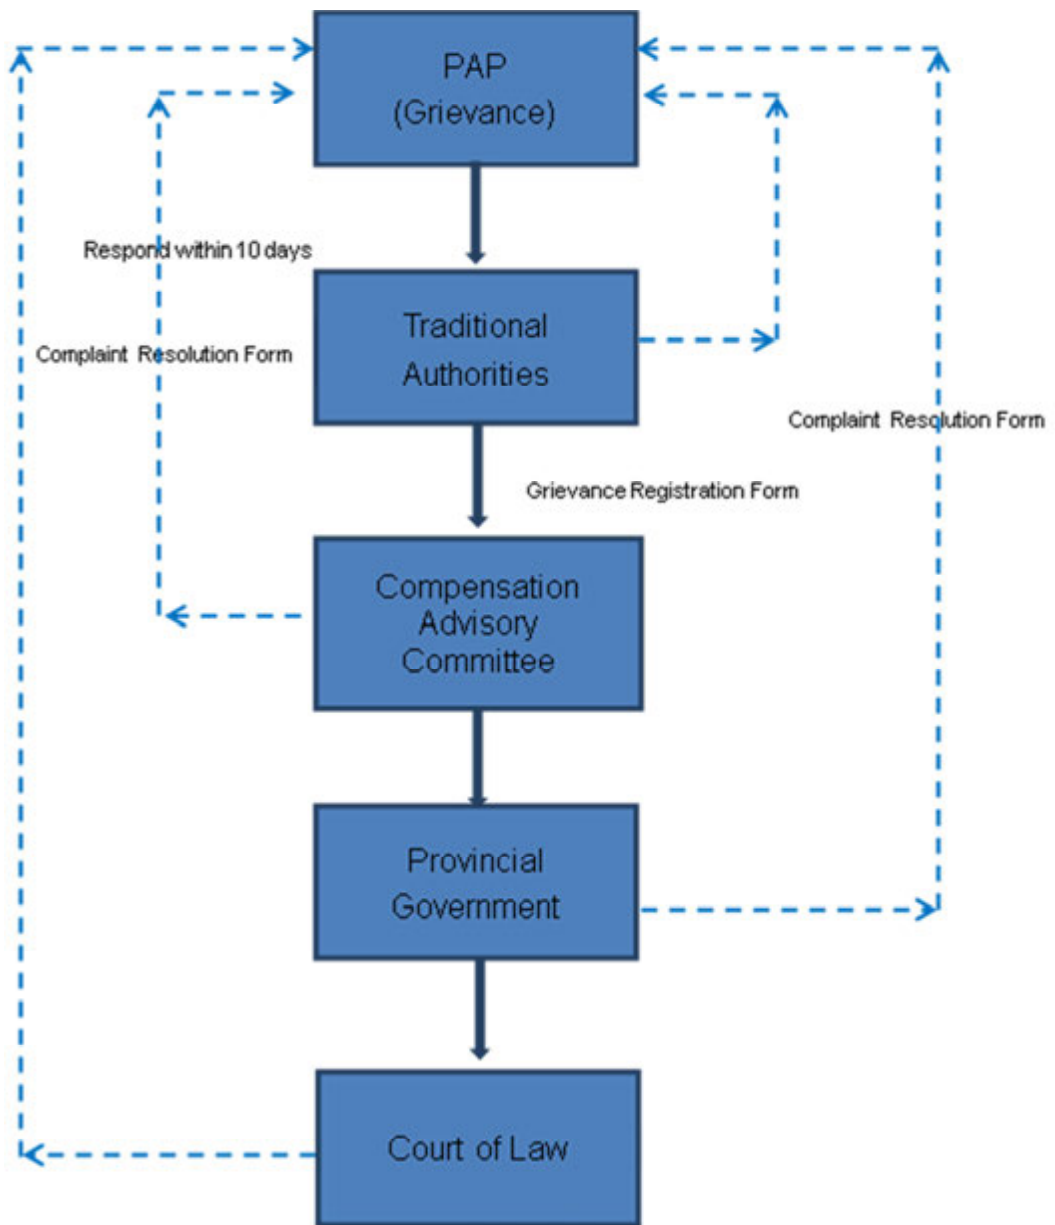 PAP
(Grievance)
Respond within 10 days
Traditional
Authorities
Complaint Resolution Form
Complaint Resolution Form
Grievance Registration Form
Compensation
Advisory
Committee
Provincial
Government
Court of Law